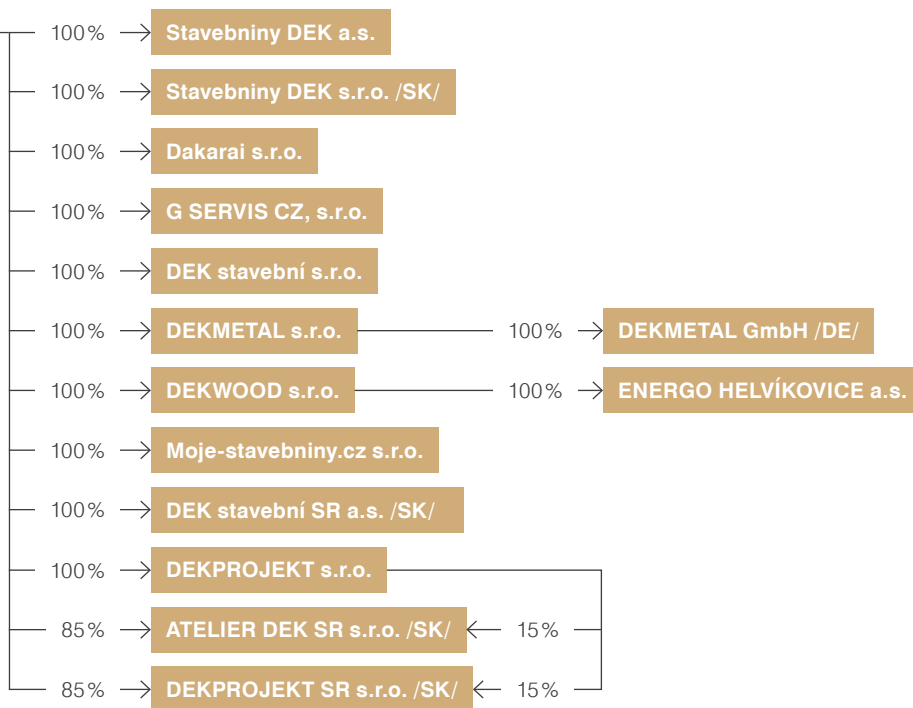 100% Stavebniny DEK a.s.
100% Stavebniny DEK s.r.o. /SK/
100% Dakarai s.r.o.
100% G SERVIS CZ, s.r.o.
100% DEK stavební s.r.o.
100% DEKMETAL s.r.o. 100% DEKMETAL GmbH /DE/
100% DEKWOOD s.r.o. 100% ENERGO HELVÍKOVICE a.s.
100% Moje-stavebniny.cz s.r.o.
100% DEK stavební SR a.s. /SK/
100% DEKPROJEKT s.r.o.
85% ATELIER DEK SR s.r.o. /SK/ 15%
85% DEKPROJEKT SR s.r.o. /SK/ 15%